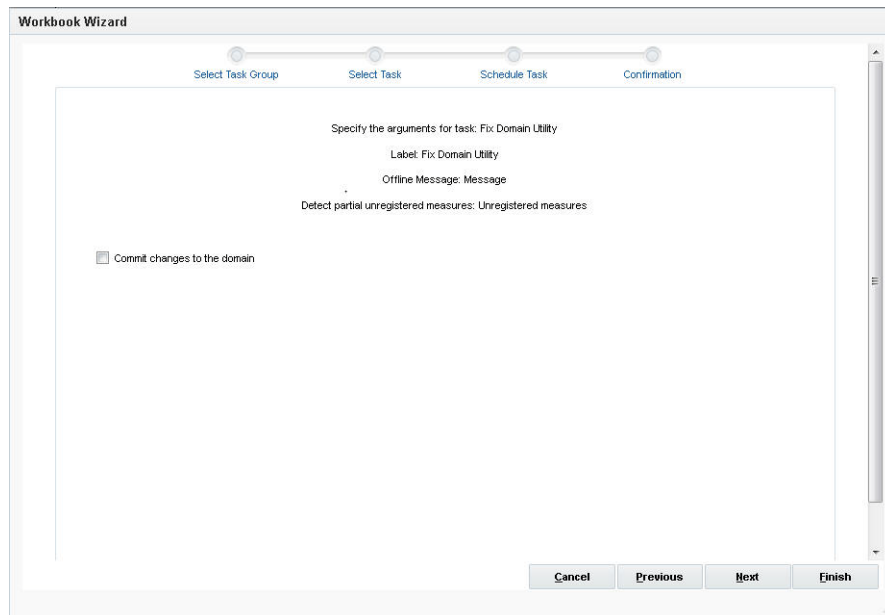 Workbook Wizard
Select Task Group
Select Task
Schedule Task
Confirmation
Specify the arguments for task: Fix Domain Utility
Label: Fix Domain Utility
Offline Message: Message
Detect partial unregistered measures: Unregistered measures
Commit changes to the domain
Cancel
Previous
Next
Finish